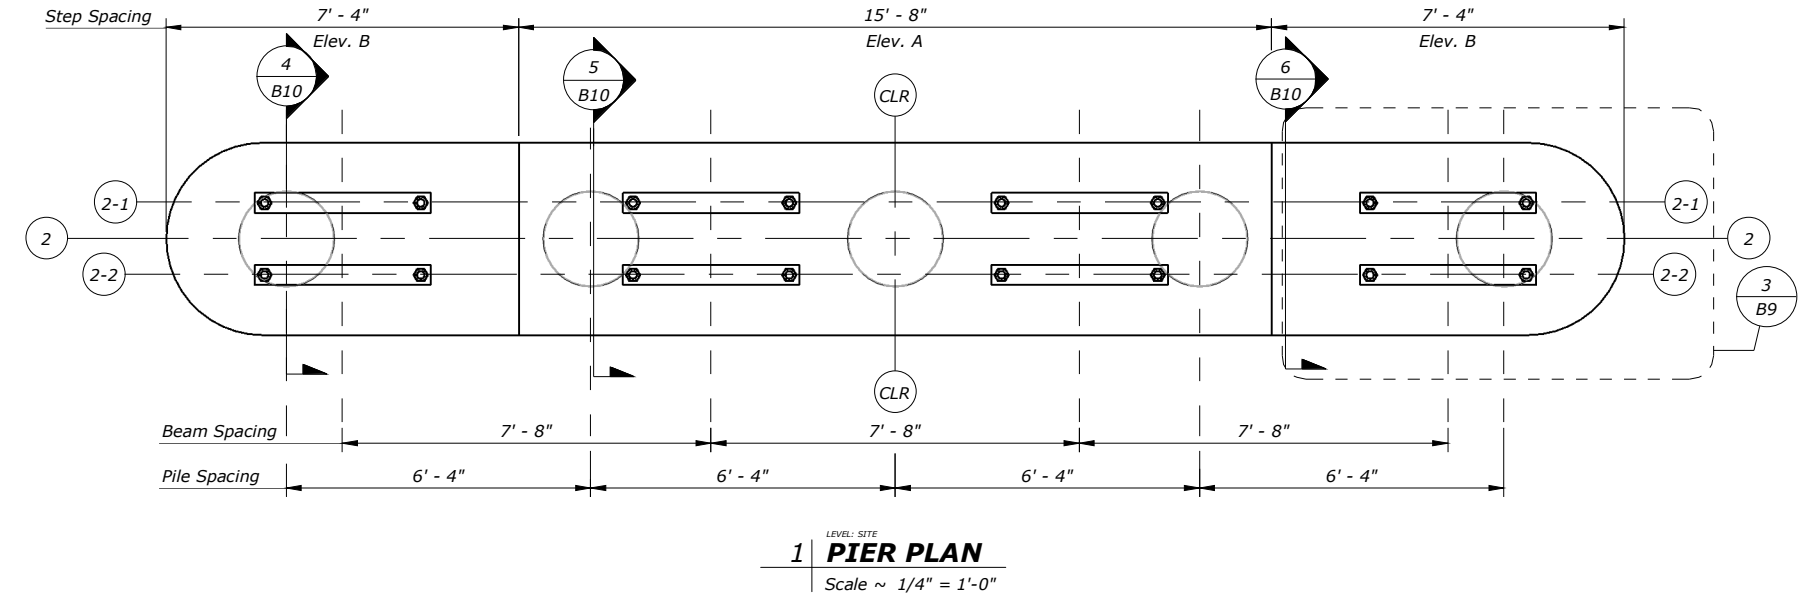 Step Spacing
7' - 4"
15' - 8"
7' - 4"
Elev. B
Elev. A
Elev. B
4
B10
5
B10
6
B10
CLR
2-1
2-1
2
2
2-2
2-2
3
B9
CLR
Beam Spacing
7' - 8"
7' - 8"
7' - 8"
Pile Spacing
6' - 4"
6' - 4"
6' - 4"
6' - 4"
LEVEL: SITE
1 PIER PLAN
Scale ~ 1/4" = 1'-0"